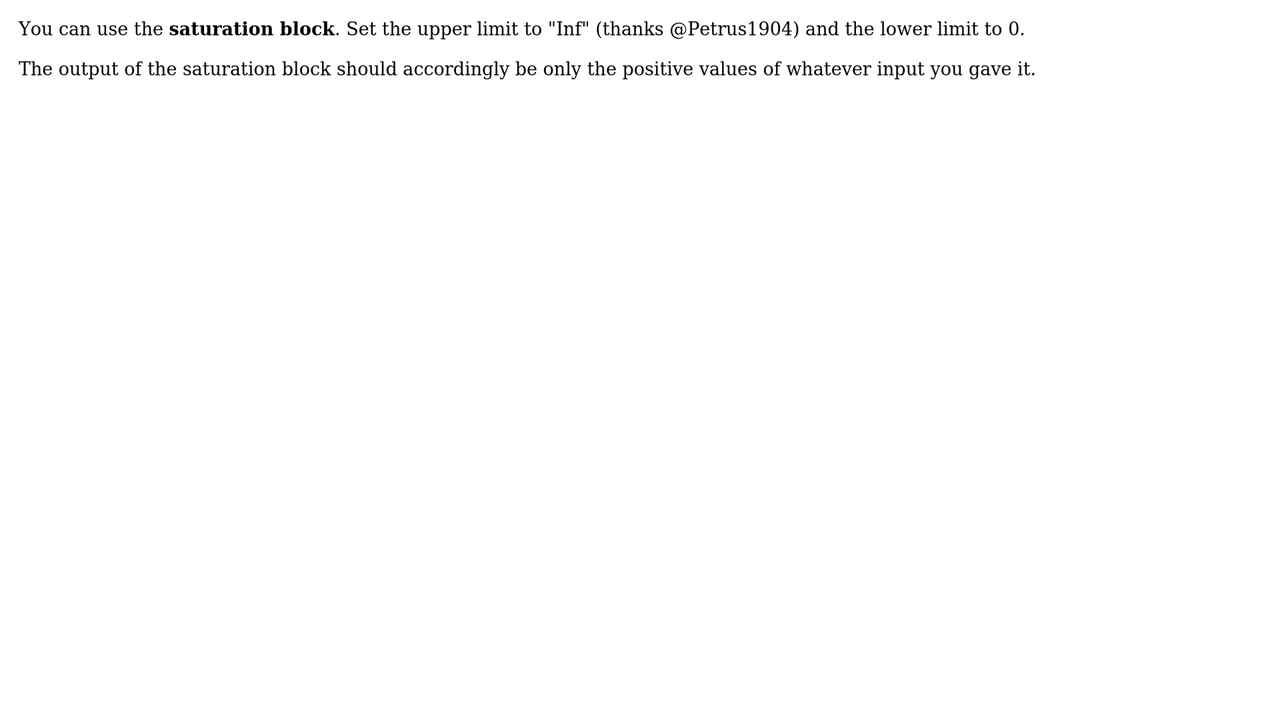 You can use the saturation block. Set the upper limit to "Inf" (thanks @Petrus1904) and the lower limit to 0.
The output of the saturation block should accordingly be only the positive values of whatever input you gave it.